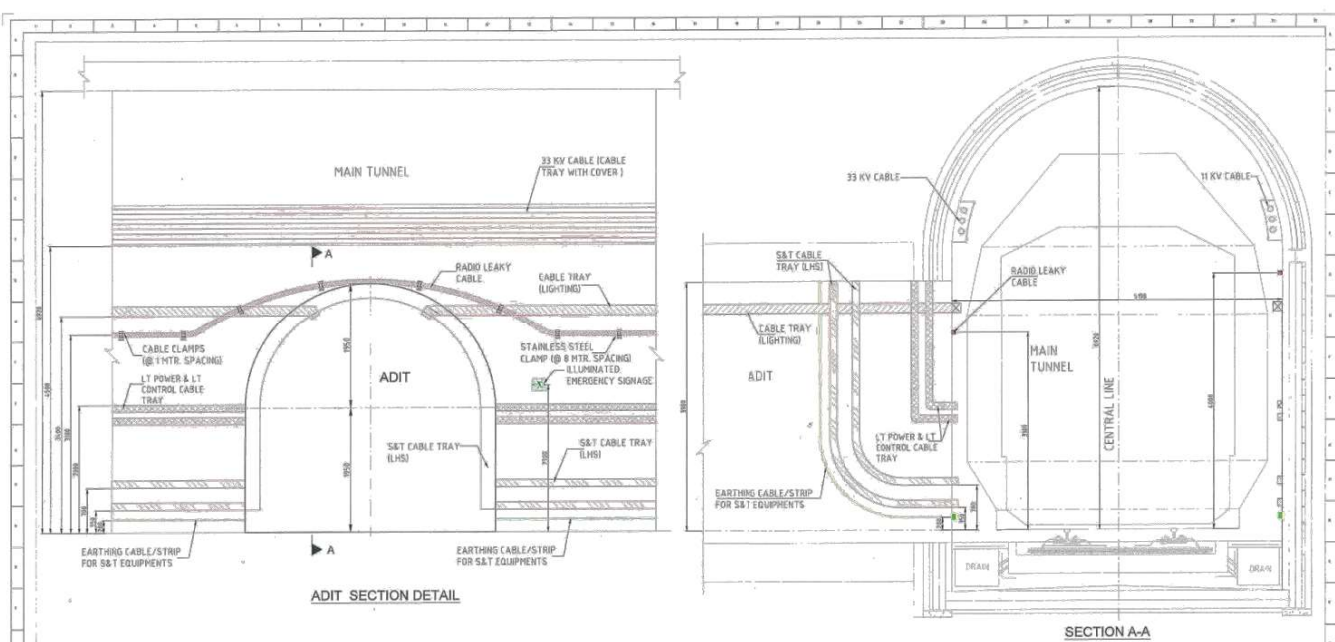 MAIN TUNNEL
33 KV CABLE (CABLE
TRAY WITH COVER )
A
RADIO LEAKY
CABLE
CABLE TRAY
(LIGHTING)
CABLE CLAMPS
(@ 1 MTR. SPACING)
STAINLESS STEEL
CLAMP (@ 8 MTR. SPACING)
ILLUMINATED
EMERGENCY SIGNAGE
LT POWER & LT
CONTROL CABLE
TRAY
ADIT
1950
1950
S&T CABLE TRAY
(LHS)
S&T CABLE TRAY
(LHS)
A
EARTHING CABLE/STRIP
FOR S&T EQUIPMENTS
EARTHING CABLE/STRIP
FOR S&T EQUIPMENTS
ADIT SECTION DETAIL
33 KV CABLE
11 KV CABLE
S&T CABLE
TRAY (LHS)
RADIO LEAKY
CABLE
CABLE TRAY
(LIGHTING)
ADIT
MAIN
TUNNEL
CENTRAL LINE
LT POWER & LT
CONTROL CABLE
TRAY
EARTHING CABLE/STRIP
FOR S&T EQUIPMENTS
DRAIN
DRAIN
SECTION A-A